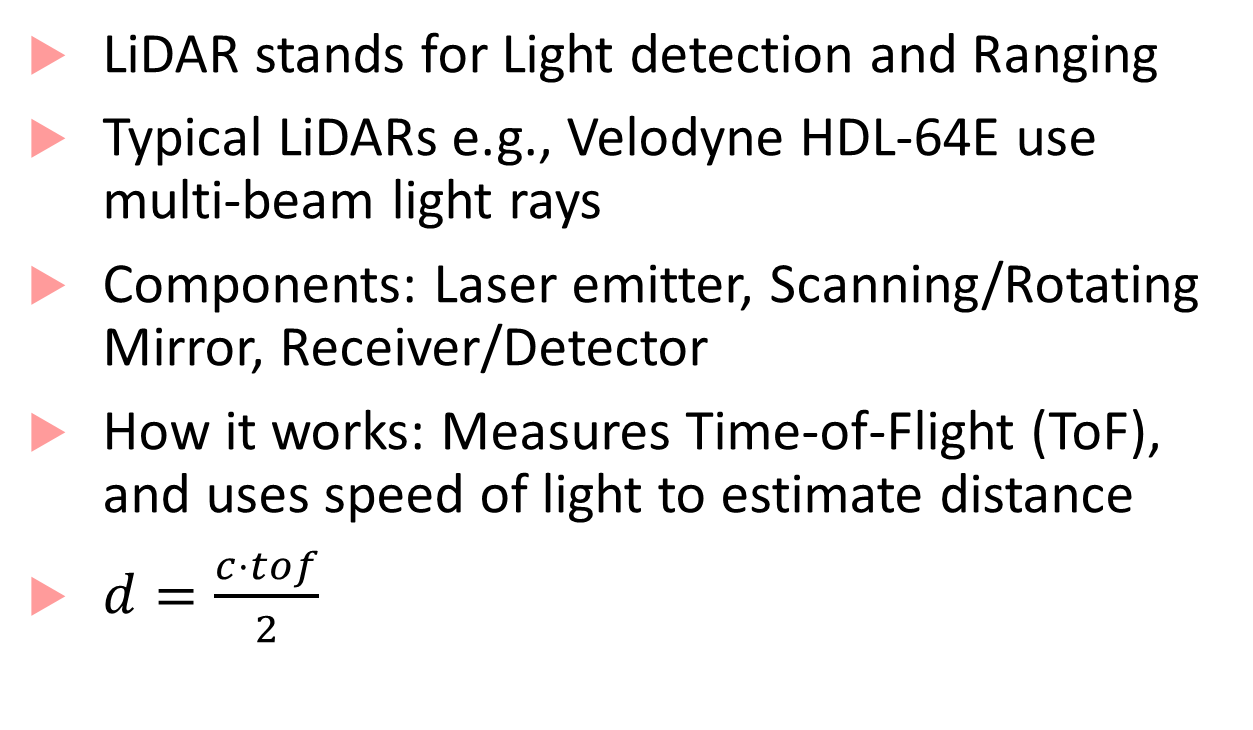 LiDAR stands for Light detection and Ranging
Typical LiDARs e.g., Velodyne HDL-64E use
multi-beam light rays
Components: Laser emitter, Scanning/Rotating
Mirror, Receiver/Detector
How it works: Measures Time-of-Flight (ToF),
and uses speed of light to estimate distance
d = c·tof / 2